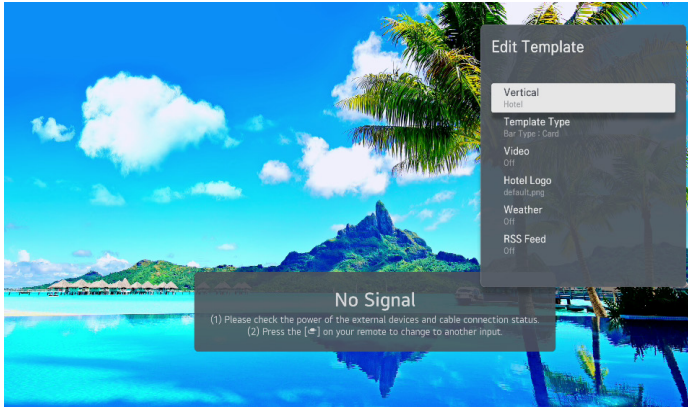 Edit Template
Vertical
Hotel
Template Type
Bar Type : Card
Video
Off
Hotel Logo
default.png
Weather
Off
RSS Feed
Off
No Signal
(1) Please check the power of the external devices and cable connection status.
(2) Press the [ ] on your remote to change to another input.